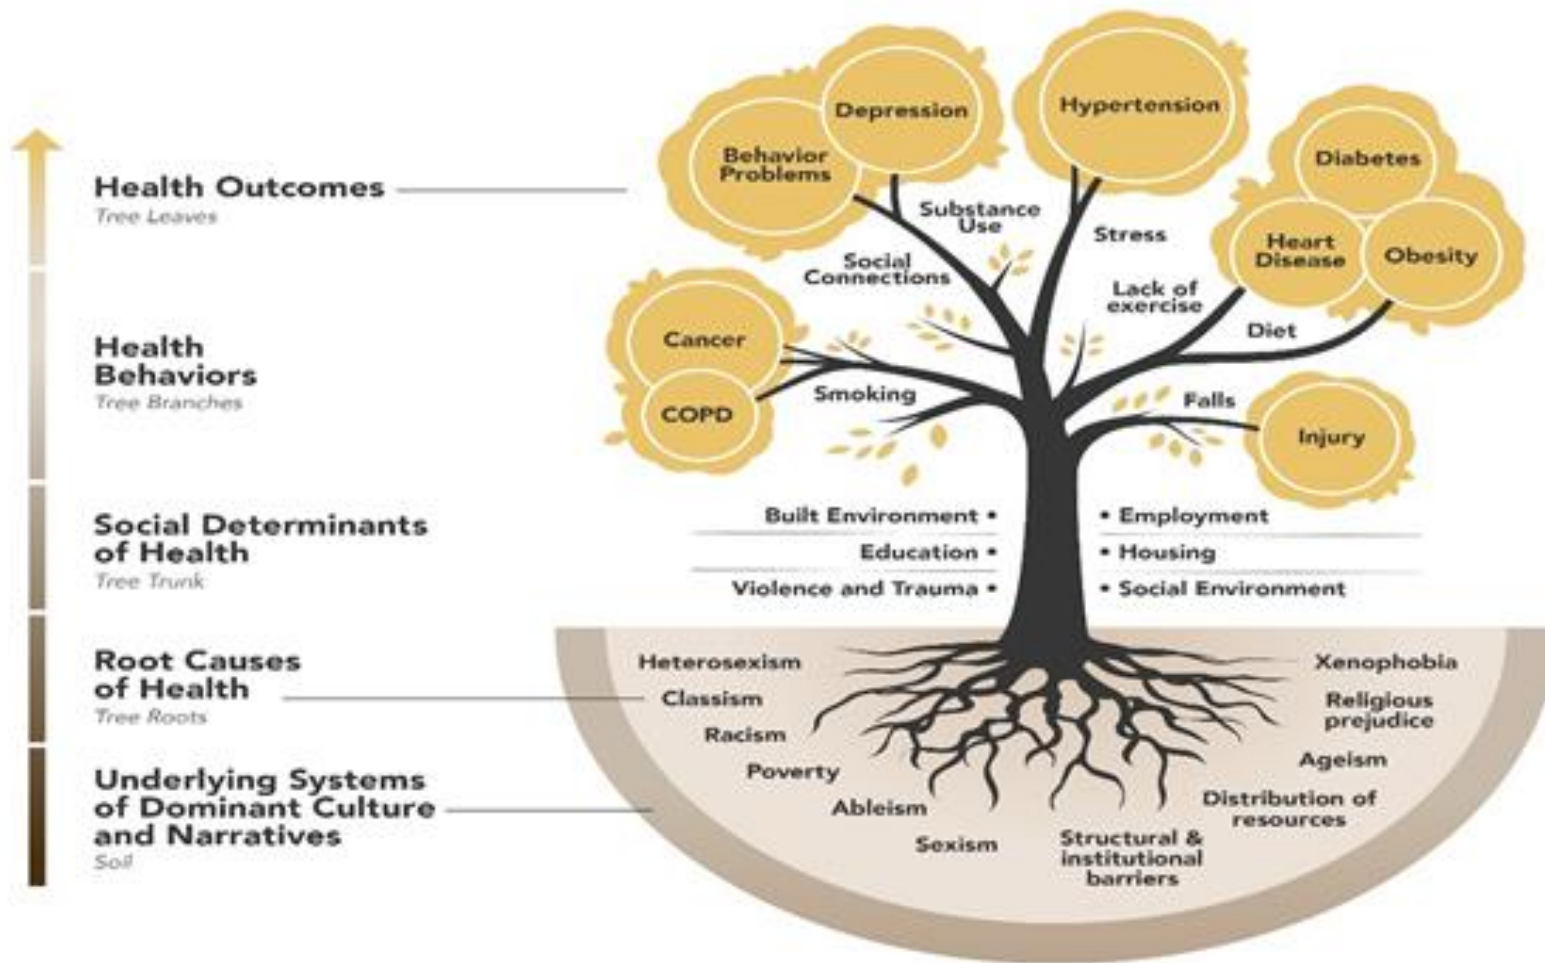 Health Outcomes
Tree Leaves
Health
Behaviors
Tree Branches
Social Determinants
of Health
Tree Trunk
Root Causes
of Health
Tree Roots
Underlying Systems
of Dominant Culture
and Narratives
Soil
Depression
Behavior
Problems
Hypertension
Diabetes
Heart
Disease
Obesity
Substance
Use
Stress
Social
Connections
Lack of
exercise
Diet
Cancer
COPD
Smoking
Falls
Injury
Built Environment •
Education •
Violence and Trauma •
• Employment
• Housing
• Social Environment
Heterosexism
Classism
Racism
Poverty
Ableism
Sexism
Structural &
institutional
barriers
Distribution of
resources
Ageism
Religious
prejudice
Xenophobia